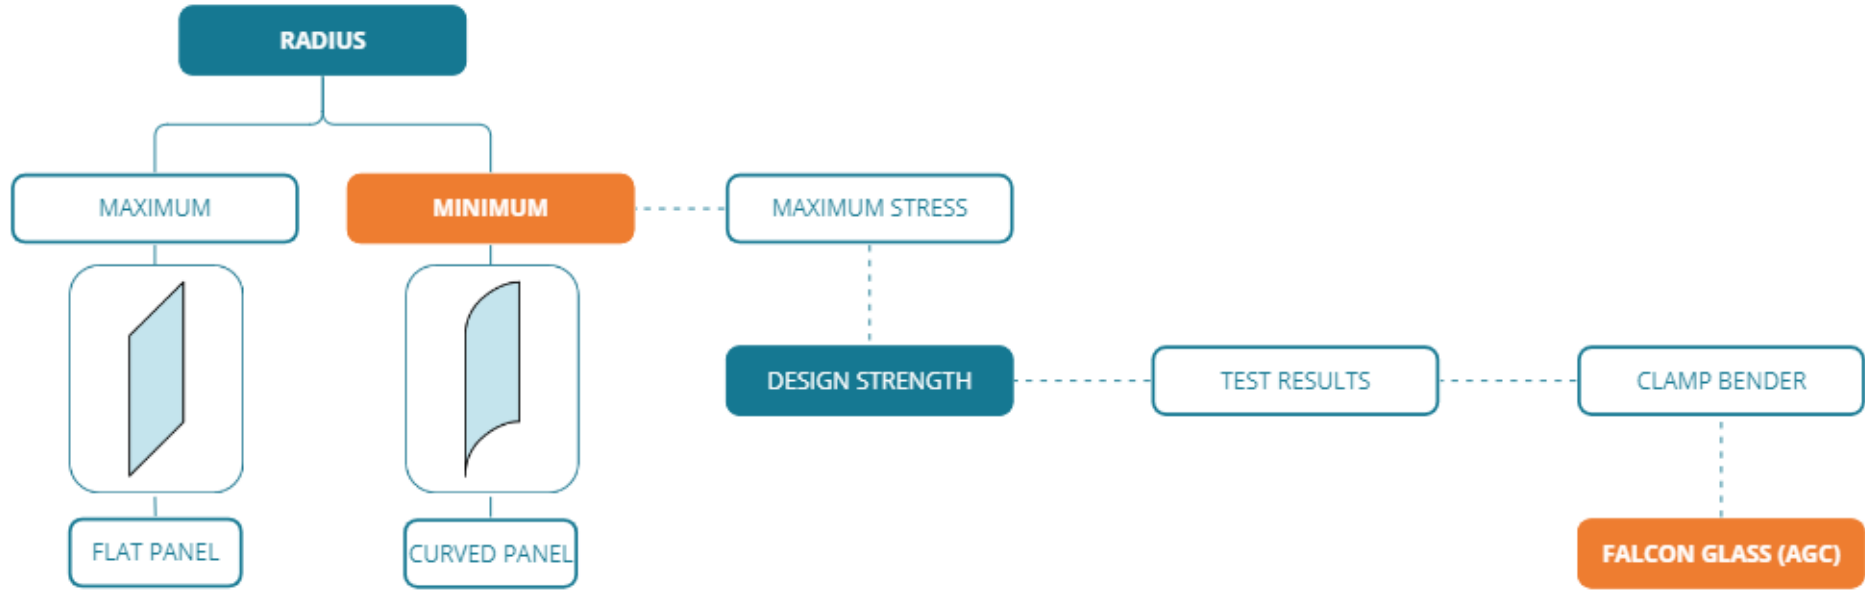 RADIUS
MAXIMUM
MINIMUM
MAXIMUM STRESS
DESIGN STRENGTH
TEST RESULTS
CLAMP BENDER
FLAT PANEL
CURVED PANEL
FALCON GLASS (AGC)